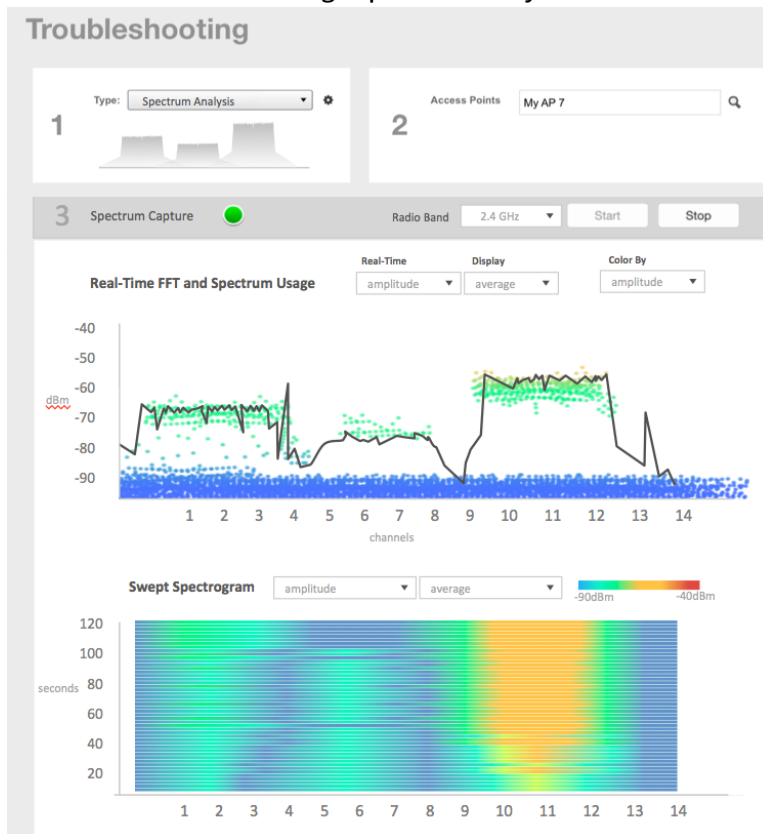 Troubleshooting
1
Type: Spectrum Analysis
2
Access Points My AP 7
3 Spectrum Capture Radio Band 2.4 GHz Start Stop
Real-Time Display Color By
Real-Time FFT and Spectrum Usage amplitude average amplitude
-40
-50
-60
dBm
-70
-80
-90
1 2 3 4 5 6 7 8 9 10 11 12 13 14
channels
Swept Spectrogram amplitude average
-90dBm -40dBm
120
100
seconds 80
60
40
20
1 2 3 4 5 6 7 8 9 10 11 12 13 14